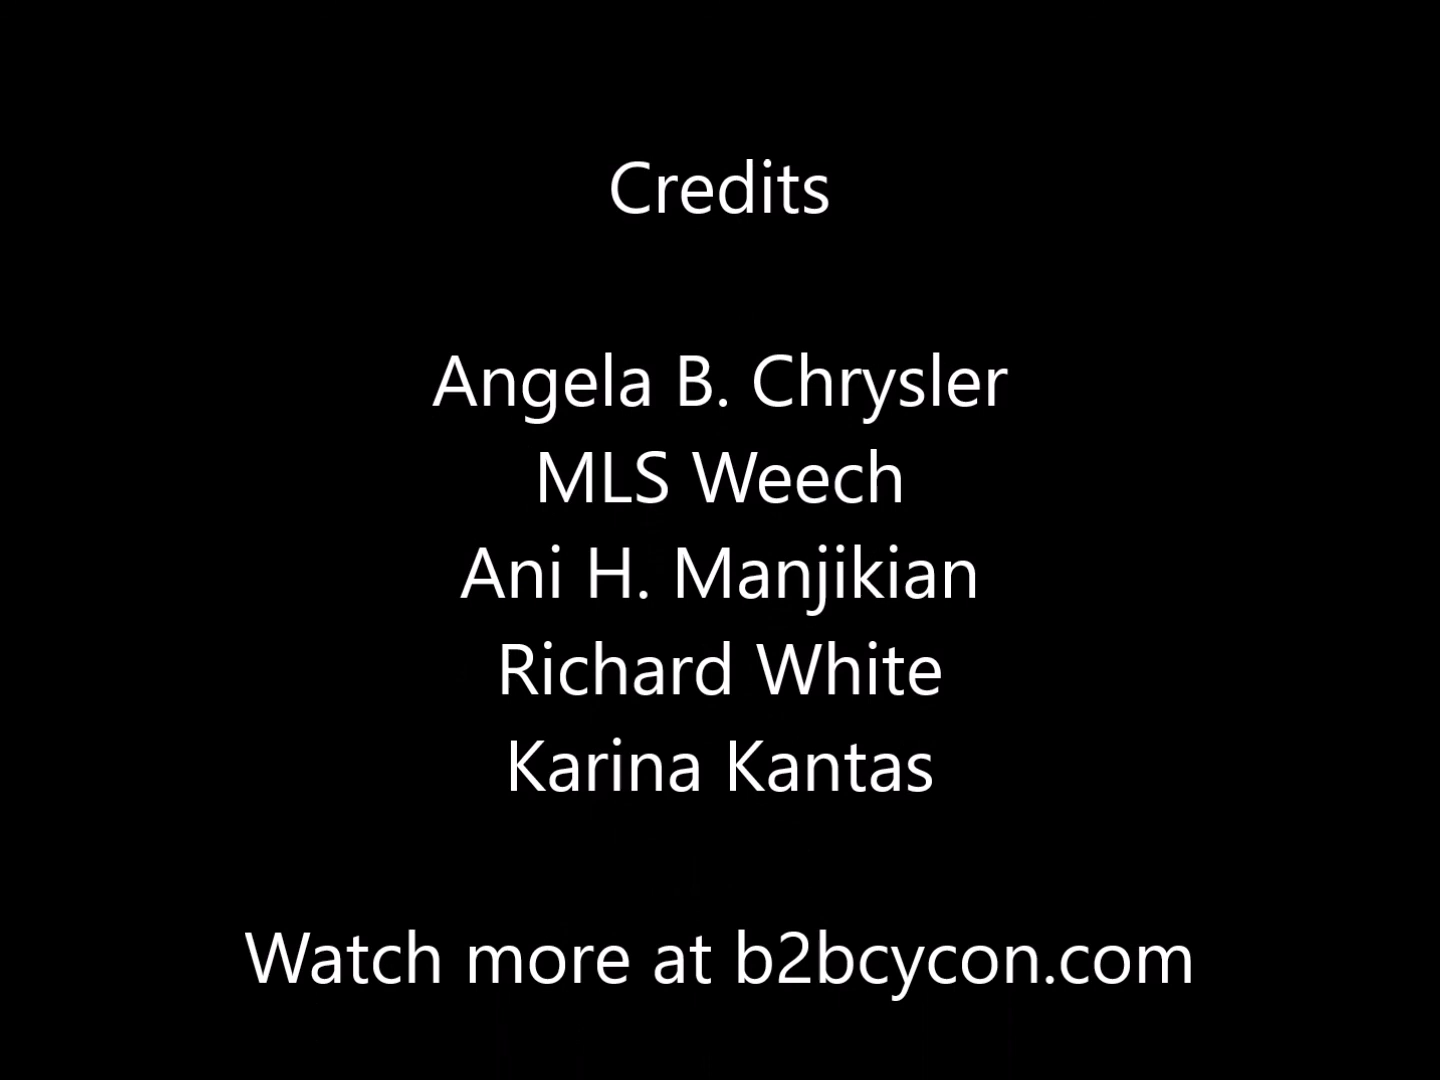 Credits
Angela B. Chrysler
MLS Weech
Ani H. Manjikian
Richard White
Karina Kantas
Watch more at b2bcycon.com